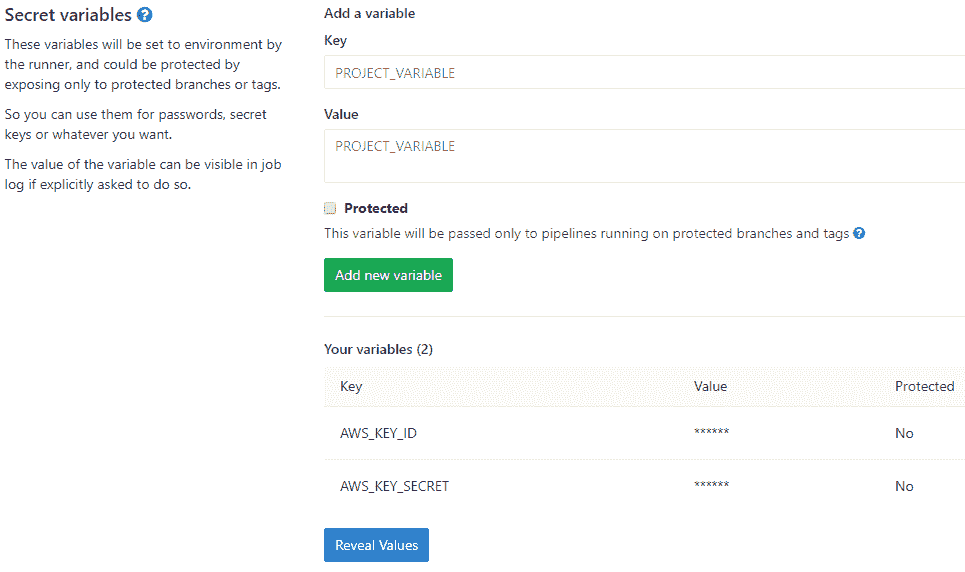 Secret variables ?
These variables will be set to environment by
the runner, and could be protected by
exposing only to protected branches or tags.
So you can use them for passwords, secret
keys or whatever you want.
The value of the variable can be visible in job
log if explicitly asked to do so.
Add a variable
Key
PROJECT_VARIABLE
Value
PROJECT_VARIABLE
Protected
This variable will be passed only to pipelines running on protected branches and tags ?
Add new variable
Your variables (2)
Key Value Protected
AWS_KEY_ID ****** No
AWS_KEY_SECRET ****** No
Reveal Values